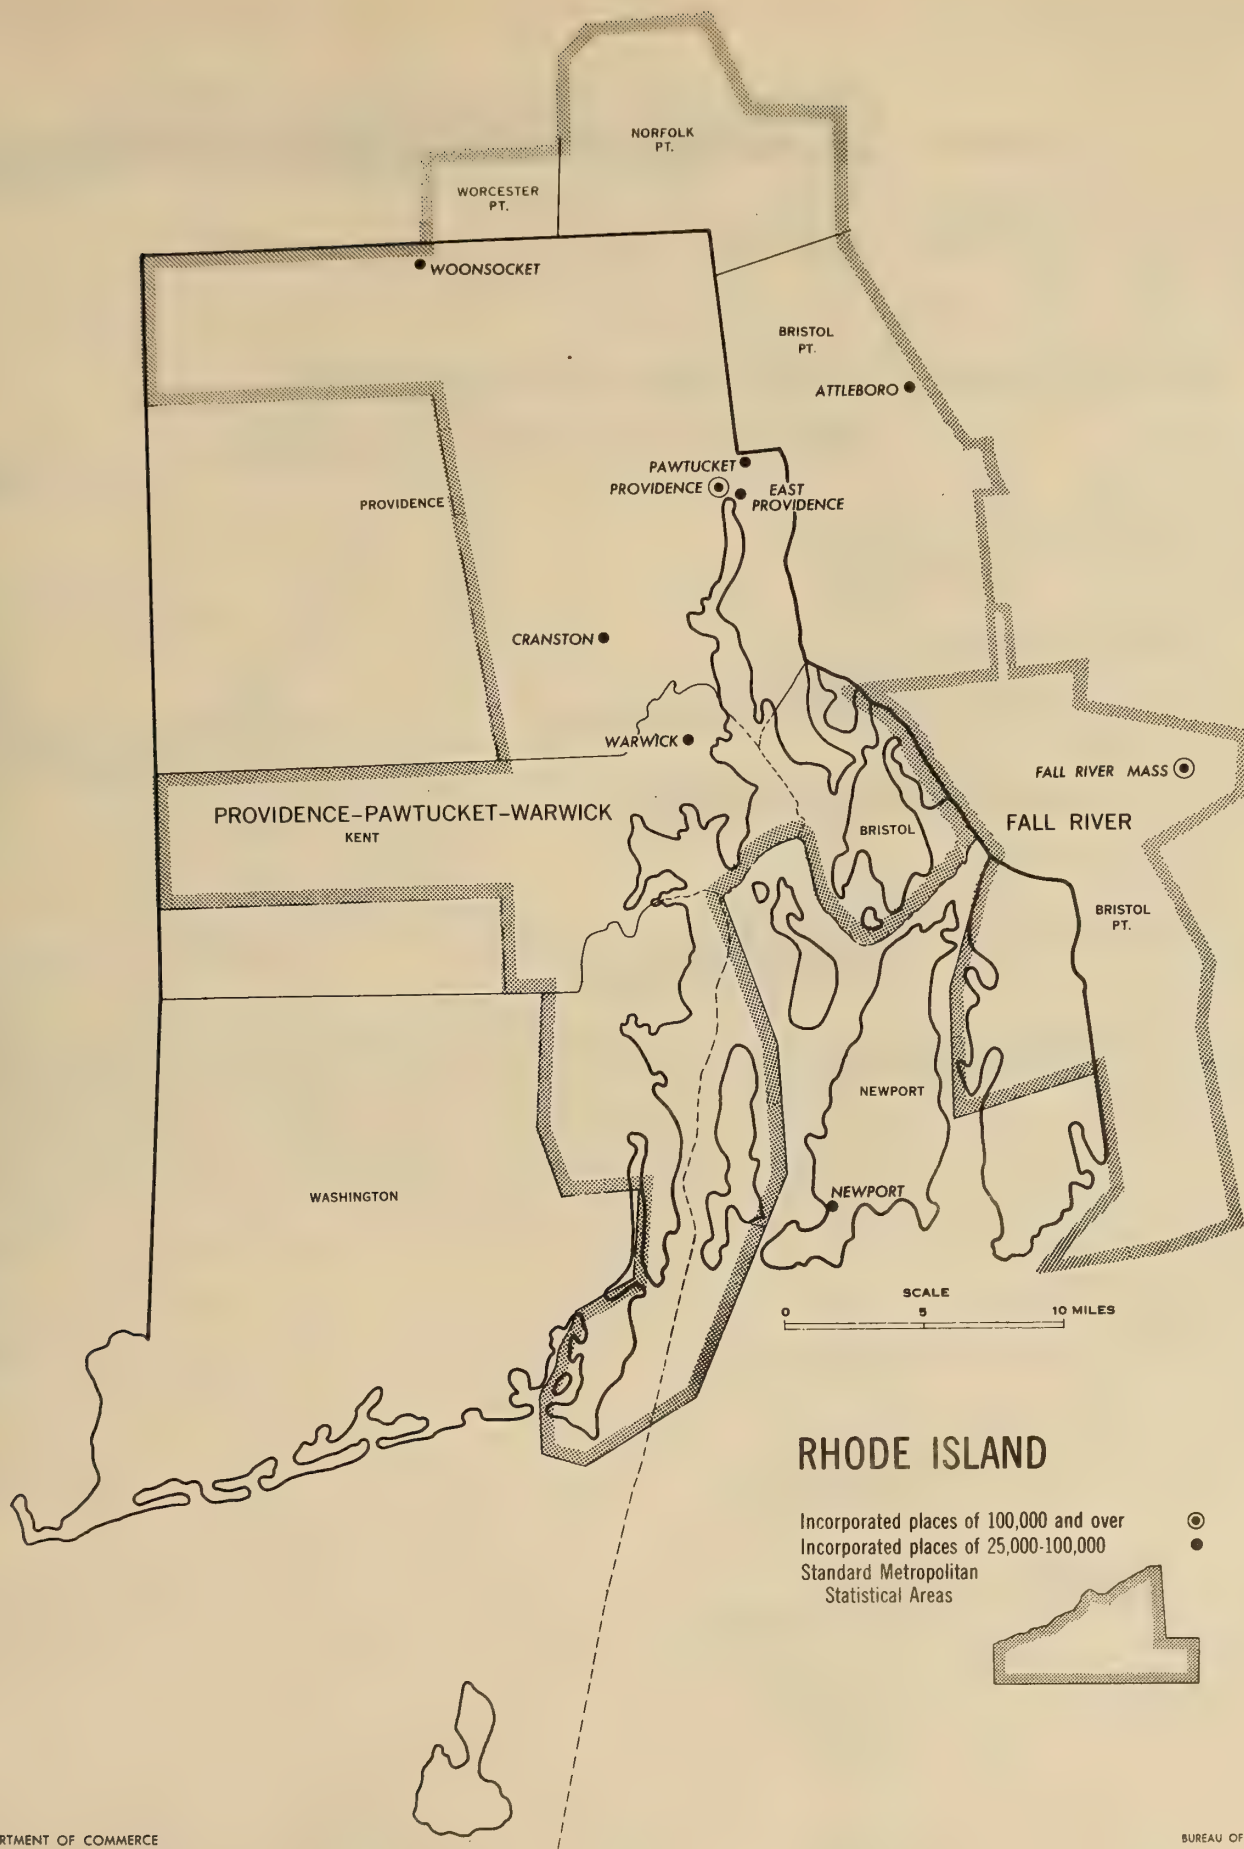 NORFOLK
PT.
WORCESTER
PT.
WOONSOCKET
BRISTOL
PT.
ATTLEBORO
PAWTUCKET
PROVIDENCE
EAST
PROVIDENCE
PROVIDENCE
CRANSTON
WARWICK
FALL RIVER MASS
PROVIDENCE-PAWTUCKET-WARWICK
KENT
BRISTOL
FALL RIVER
BRISTOL
PT.
NEWPORT
WASHINGTON
NEWPORT
SCALE
0 5 10 MILES
RHODE ISLAND
Incorporated places of 100,000 and over
Incorporated places of 25,000-100,000
Standard Metropolitan
Statistical Areas
RTMENT OF COMMERCE
BUREAU OF